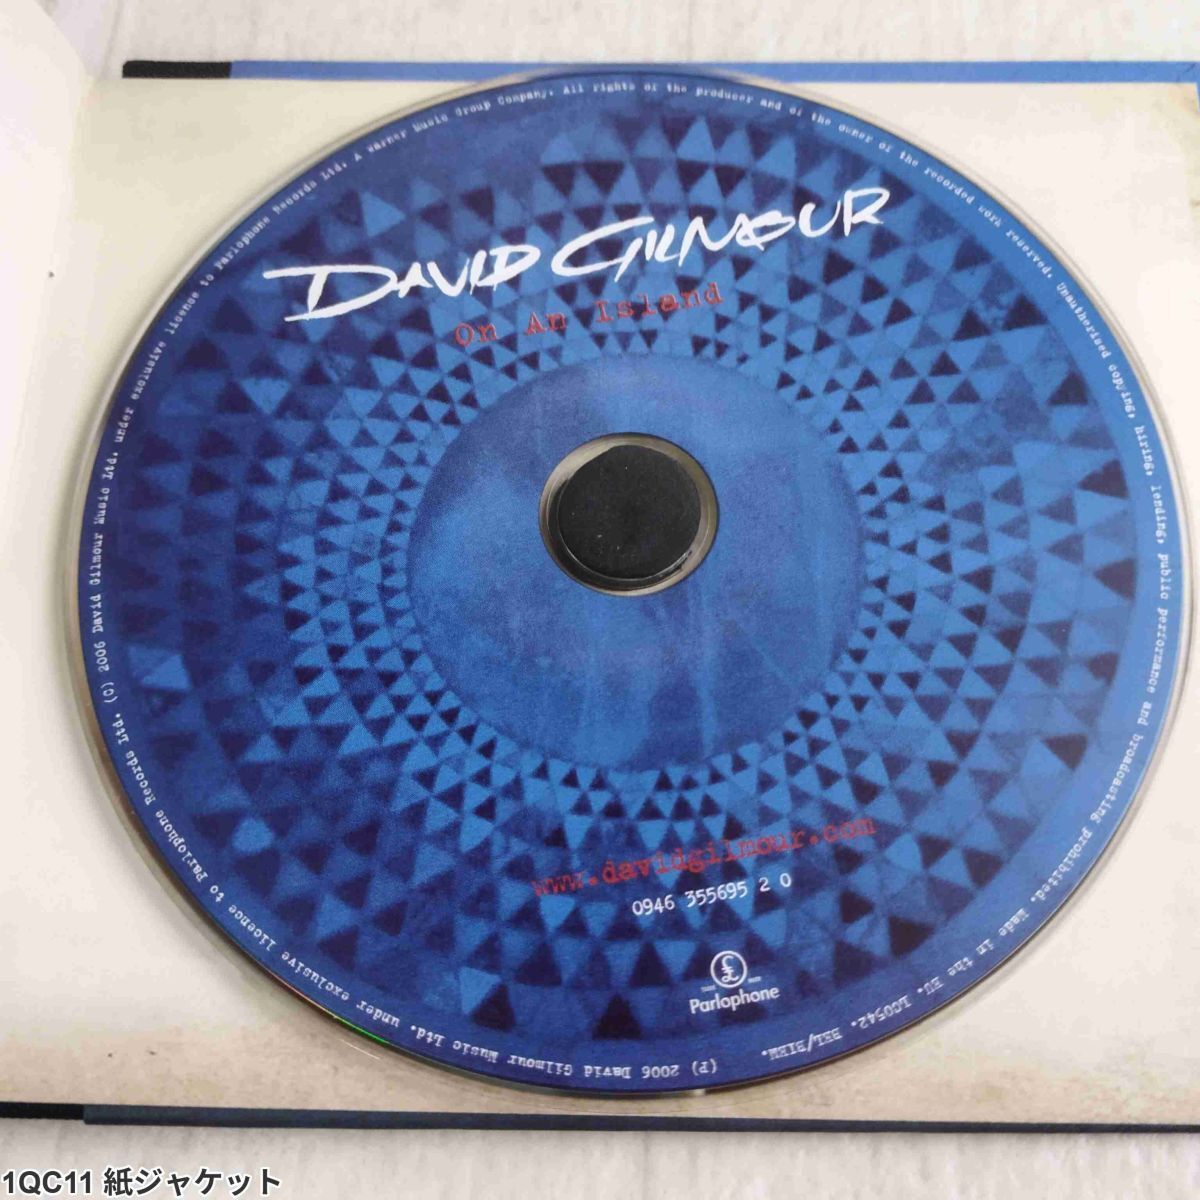 DAVID GILMOUR
On An Island
www.davidgilmour.com
0946 355695 2 0
£
Parlophone
(P) 2006 David Gilmour Music Ltd. under exclusive licence to Parlophone Records Ltd. (C) 2006 David Gilmour Music Ltd. under exclusive licence to Parlophone Records Ltd. A Warner Music Group Company. All rights of the producer and of the owner of the recorded work reserved. Unauthorised copying, hiring, lending, public performance and broadcasting prohibited. Made in the EU. LC0542. BEL/BIEM.
1QC11 紙ジャケット